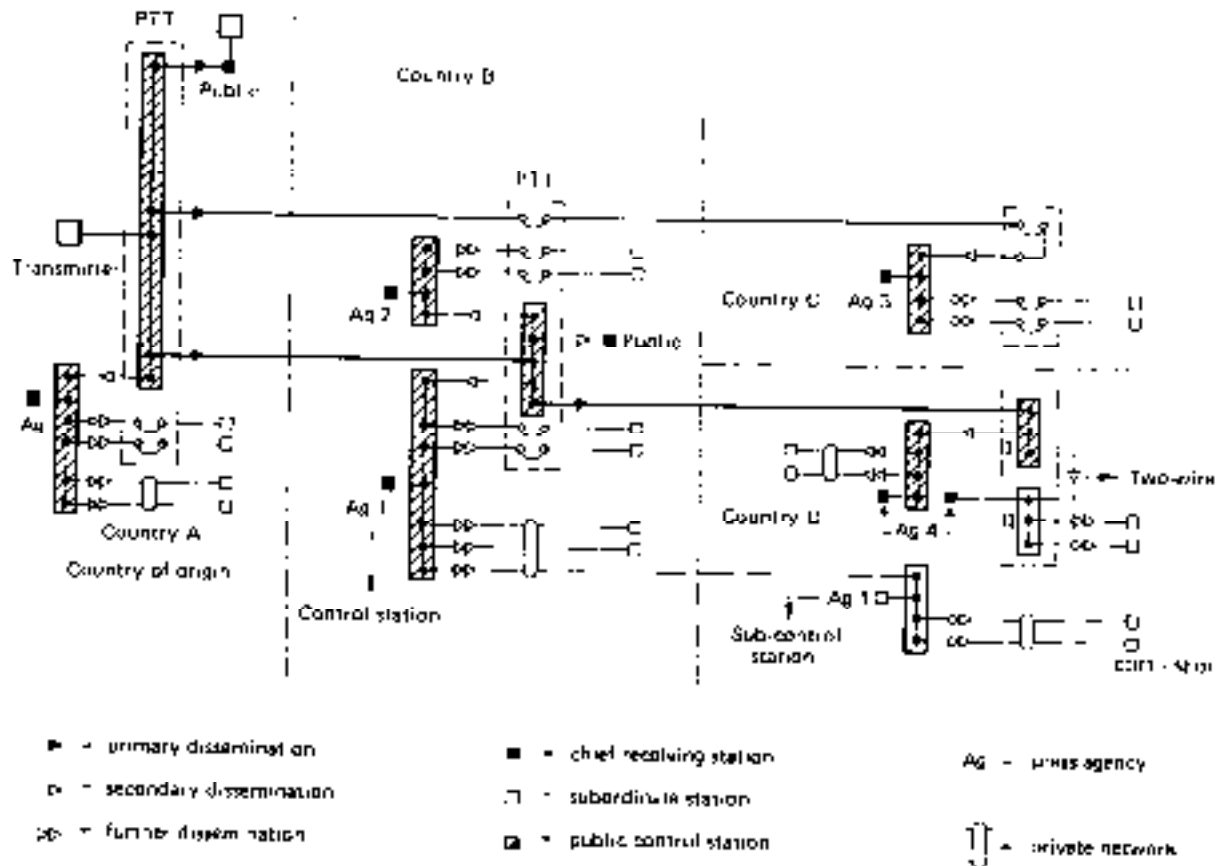 PTT
Public
Country B
PTT
Transmitter
Ag 2
Country C
Ag 3
Public
Ag
Ag 1
Two-wire
Country A
Country D
Ag 4
Country of origin
Control station
Ag 1
Sub-control
station
primary dissemination
chief receiving station
Ag - press agency
secondary dissemination
subordinate station
further dissemination
public control station
private network